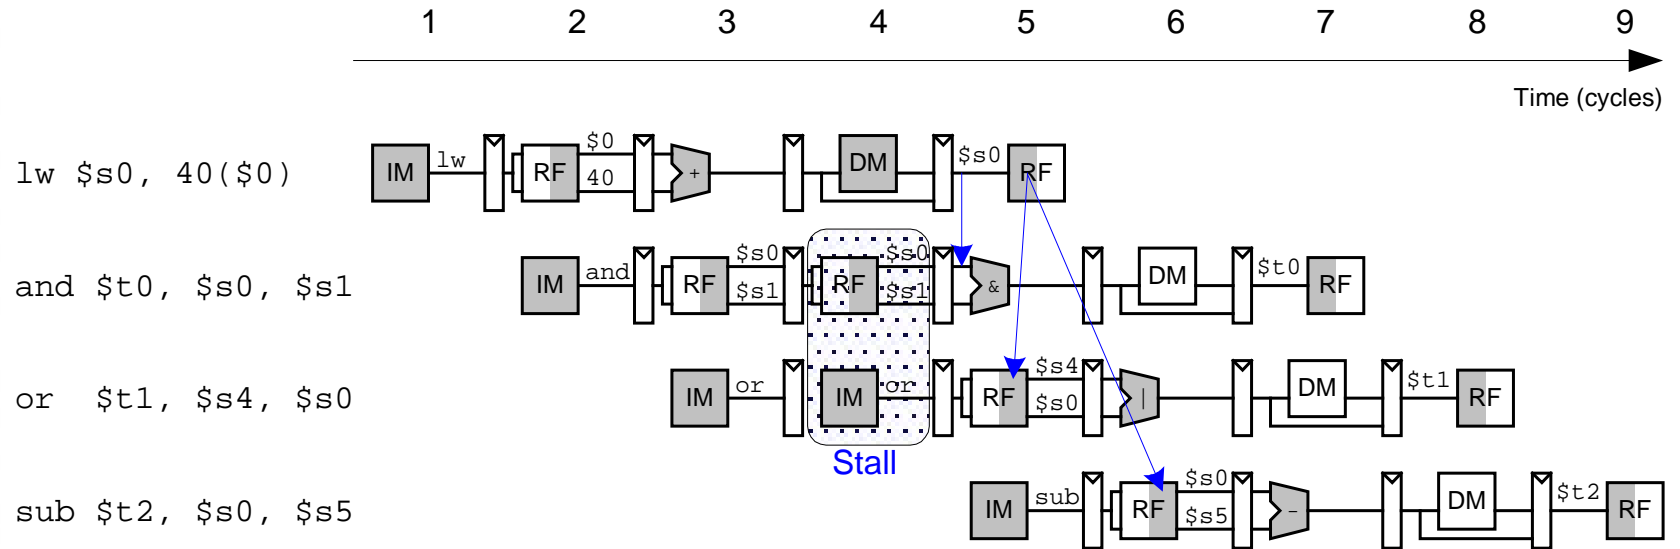 1 2 3 4 5 6 7 8 9
Time (cycles)
lw $s0, 40($0)
IM lw RF $0 40 + DM $s0 RF
and $t0, $s0, $s1
IM and RF $s0 $s1 RF $s0 $s1 & DM $t0 RF
or $t1, $s4, $s0
IM or IM or RF $s4 $s0 | DM $t1 RF
Stall
sub $t2, $s0, $s5
IM sub RF $s0 $s5 - DM $t2 RF